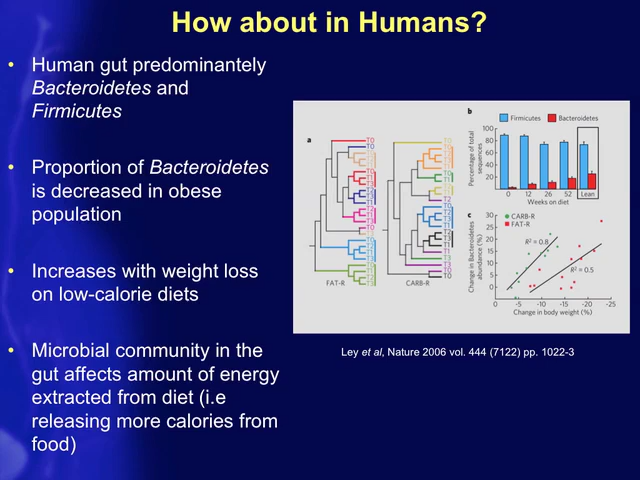 How about in Humans?
• Human gut predominantely
Bacteroidetes and
Firmicutes
• Proportion of Bacteroidetes
is decreased in obese
population
• Increases with weight loss
on low-calorie diets
• Microbial community in the
gut affects amount of energy
extracted from diet (i.e
releasing more calories from
food)
a
FAT-R
CARB-R
b
Firmicutes
Bacteroidetes
Percentage of total
sequences
100
80
60
40
20
0 12 26 52 Lean
Weeks on diet
c
CARB-R
FAT-R
Change in Bacteroidetes
abundance (%)
30
25
20
15
10
5
0
R² = 0.8
R² = 0.5
0 -5 -10 -15 -20 -25
Change in body weight (%)
Ley et al, Nature 2006 vol. 444 (7122) pp. 1022-3